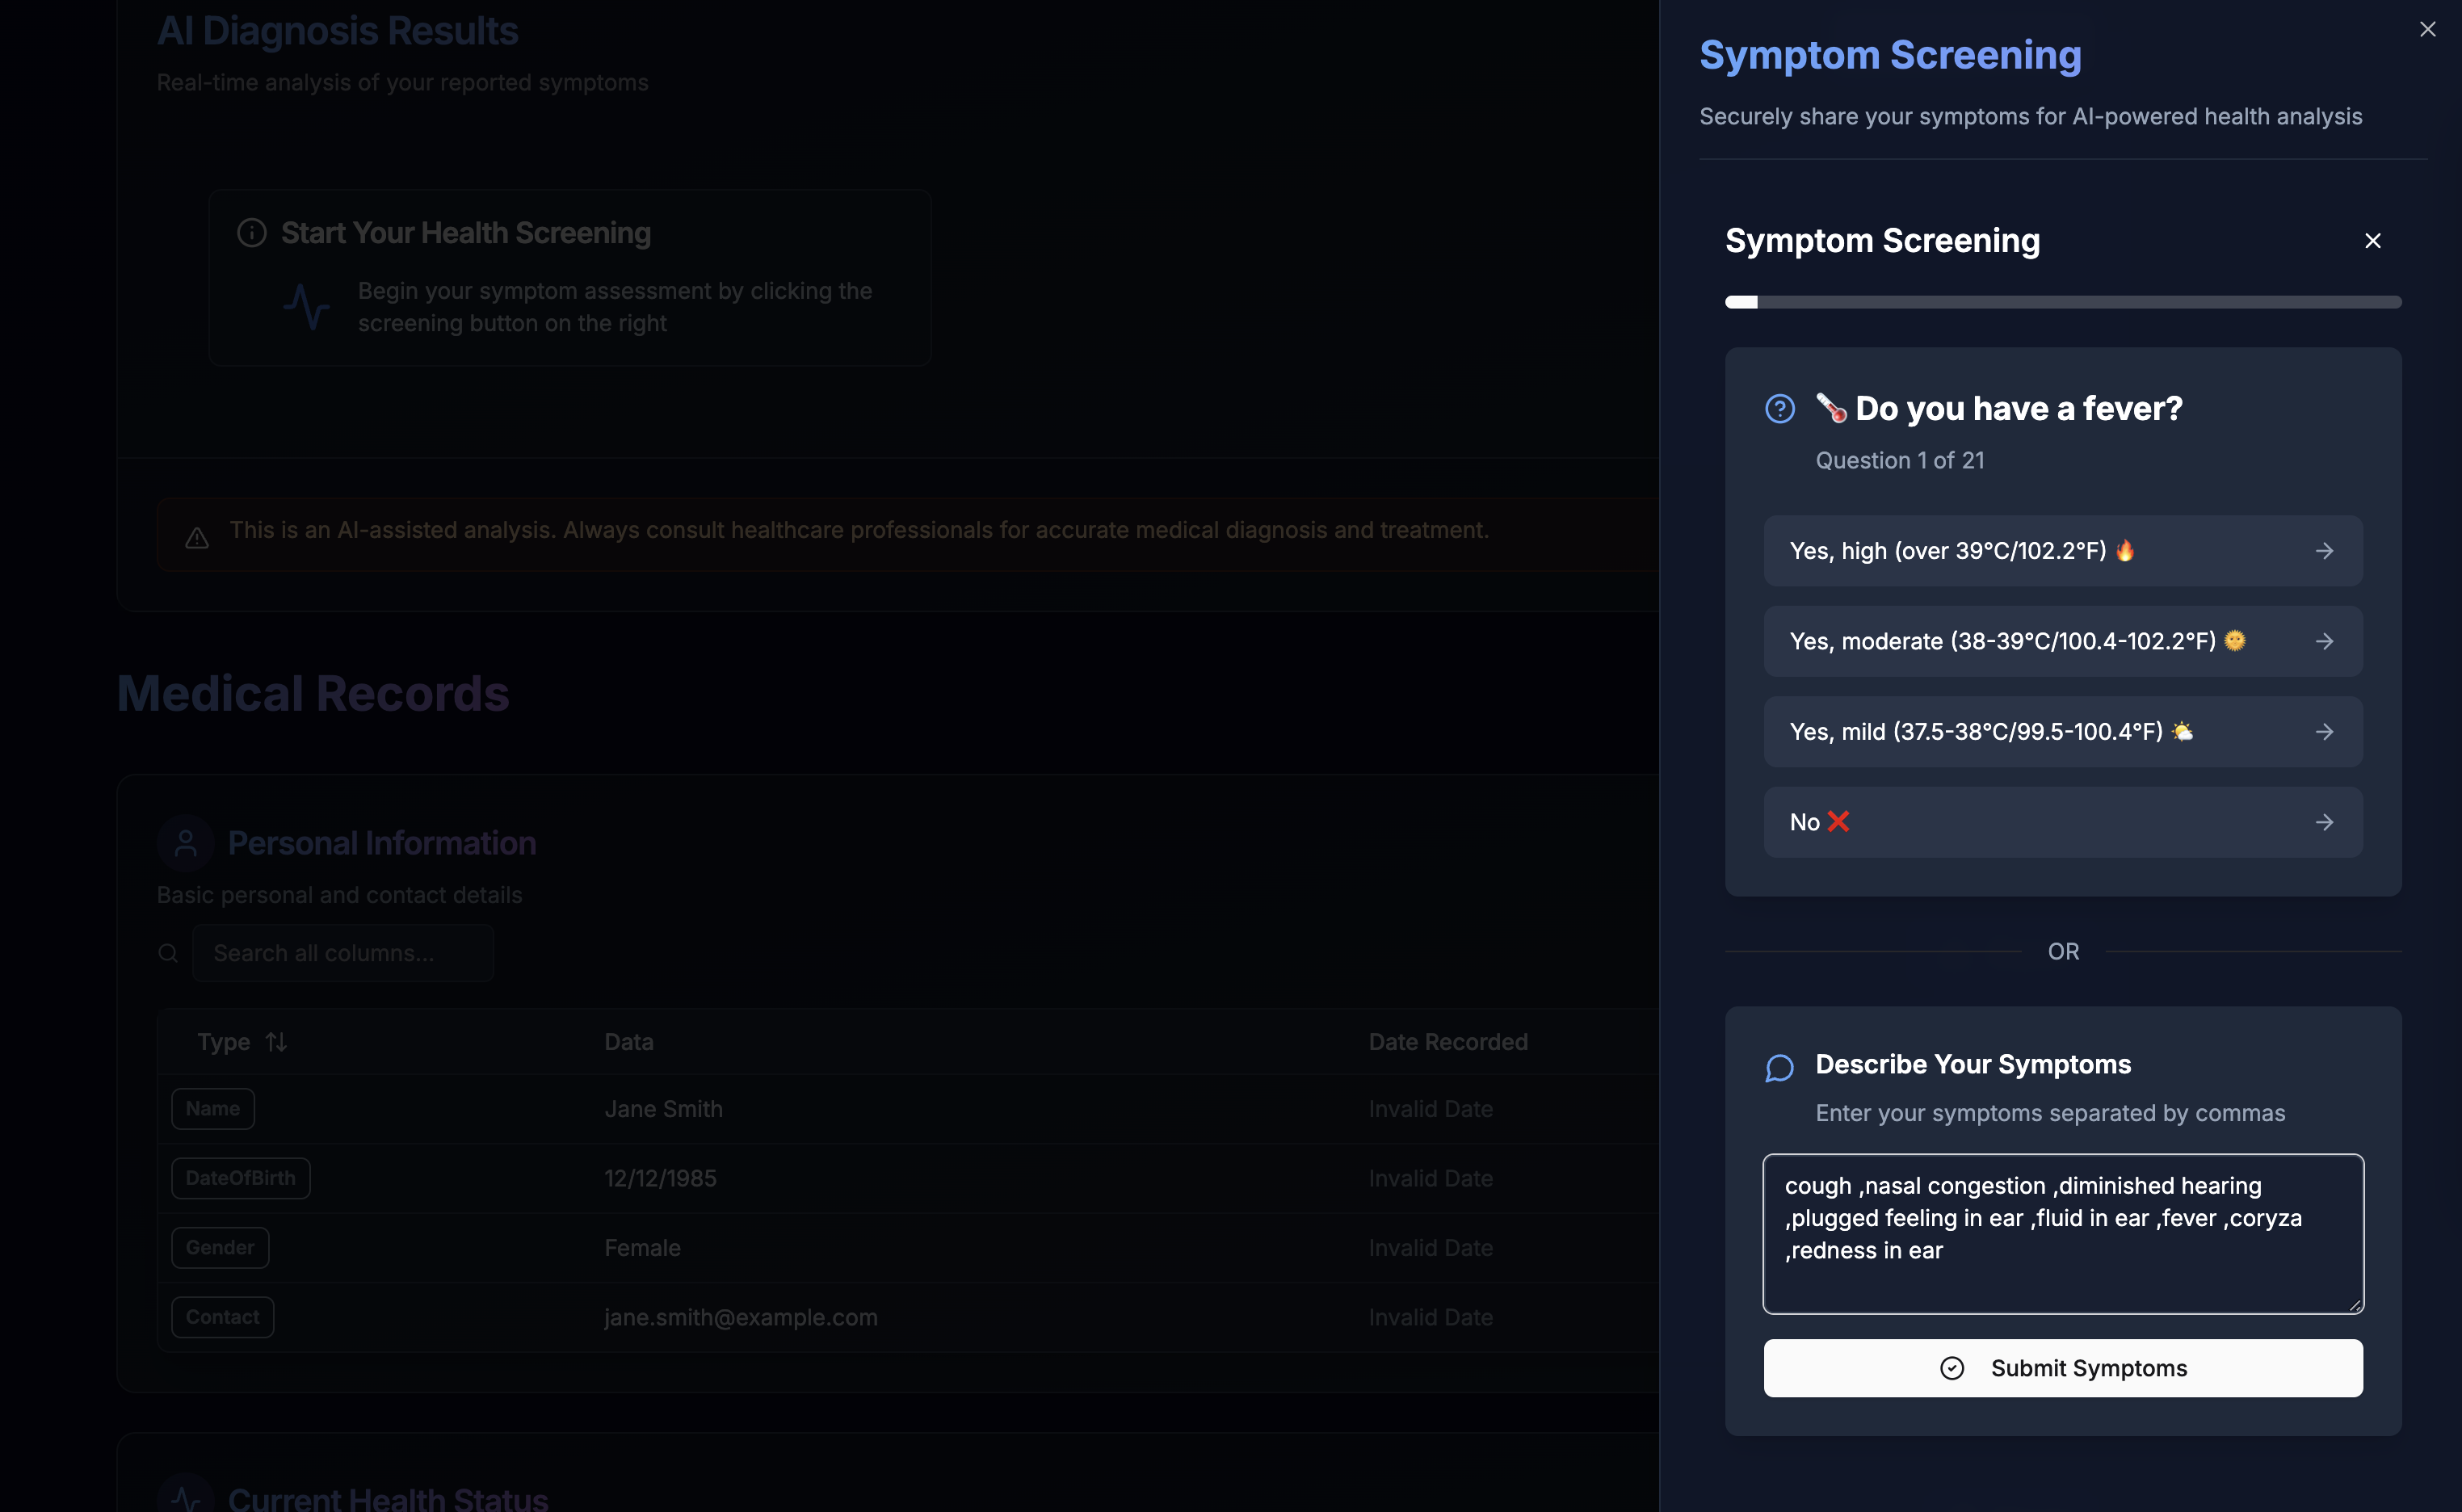 AI Diagnosis Results
Real-time analysis of your reported symptoms
Start Your Health Screening
Begin your symptom assessment by clicking the
screening button on the right
This is an AI-assisted analysis. Always consult healthcare professionals for accurate medical diagnosis and treatment.
Medical Records
Personal Information
Basic personal and contact details
Search all columns...
Type Data Date Recorded
Name Jane Smith Invalid Date
DateOfBirth 12/12/1985 Invalid Date
Gender Female Invalid Date
Contact jane.smith@example.com Invalid Date
Current Health Status
Symptom Screening
Securely share your symptoms for AI-powered health analysis
Symptom Screening
🌡️ Do you have a fever?
Question 1 of 21
Yes, high (over 39°C/102.2°F) 🔥
Yes, moderate (38-39°C/100.4-102.2°F) 🌞
Yes, mild (37.5-38°C/99.5-100.4°F) 🌤️
No ❌
OR
Describe Your Symptoms
Enter your symptoms separated by commas
cough ,nasal congestion ,diminished hearing
,plugged feeling in ear ,fluid in ear ,fever ,coryza
,redness in ear
Submit Symptoms